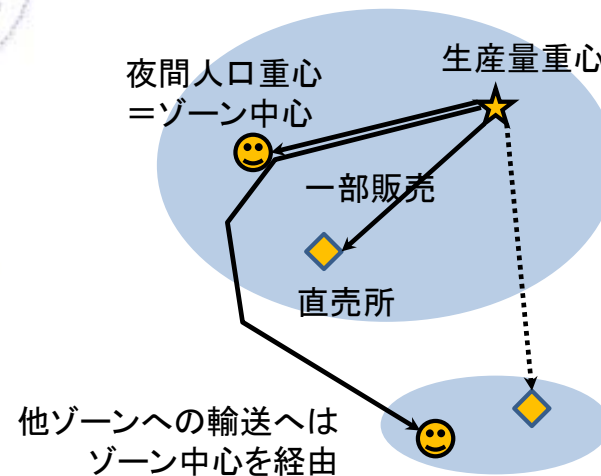 夜間人口重心
＝ゾーン中心
生産量重心
一部販売
直売所
他ゾーンへの輸送へは
ゾーン中心を経由